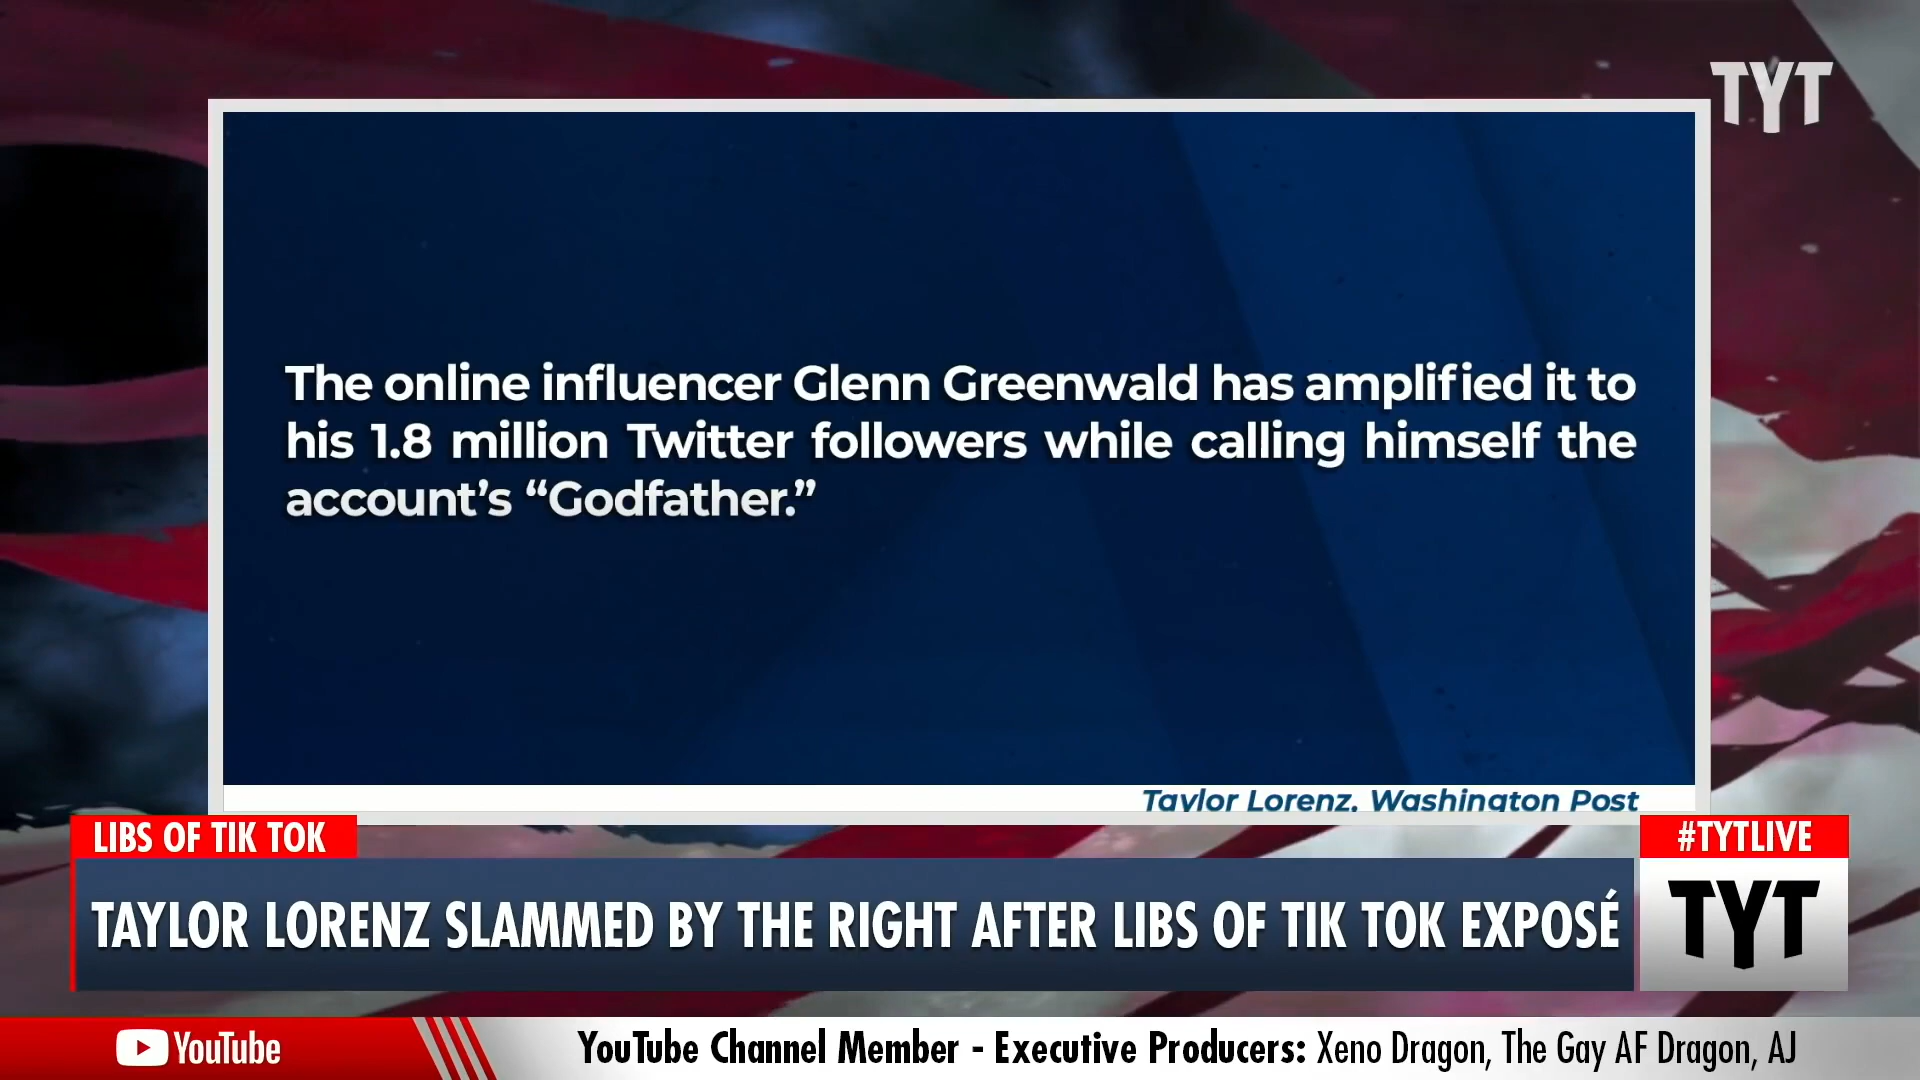 TYT
The online influencer Glenn Greenwald has amplified it to
his 1.8 million Twitter followers while calling himself the
account’s “Godfather.”
Taylor Lorenz, Washington Post
LIBS OF TIK TOK
#TYTLIVE
TAYLOR LORENZ SLAMMED BY THE RIGHT AFTER LIBS OF TIK TOK EXPOSÉ
TYT
YouTube
YouTube Channel Member - Executive Producers: Xeno Dragon, The Gay AF Dragon, AJ